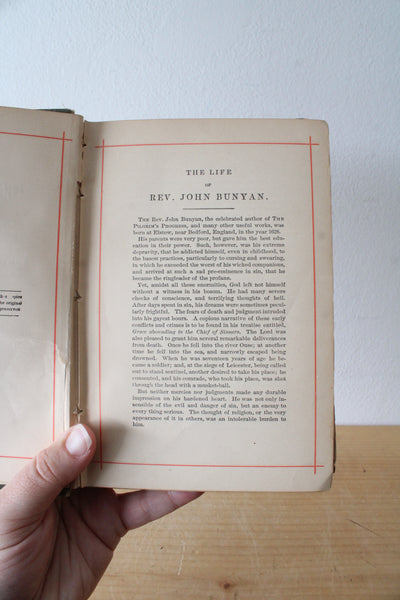 THE LIFE
OF
REV. JOHN BUNYAN.
THE REV. John Bunyan, the celebrated author of THE
PILGRIM'S PROGRESS, and many other useful works, was
born at Elstow, near Bedford, England, in the year 1628.
His parents were very poor, but gave him the best edu-
cation in their power. Such, however, was his extreme
depravity, that he addicted himself, even in childhood, to
the basest practices, particularly to cursing and swearing,
in which he exceeded the worst of his wicked companions,
and arrived at such a sad pre-eminence in sin, that he
became the ringleader of the ungodly.
Yet, amidst all these enormities, God left not himself
without a witness in his bosom. He had many severe
checks of conscience, and terrifying thoughts of hell.
After days spent in sin, his dreams were sometimes pecu-
larly frightful. The fears of death and judgment intruded
into his gayest hours. A copious narrative of these early
conflicts and crimes is to be found in his treatise entitled,
Grace abounding to the Chief of Sinners. The Lord was
also pleased to grant him several remarkable deliverances
from death. Once he fell into the river Ouse; at another
time he fell into the sea, and narrowly escaped being
drowned. When he was seventeen years of age he be-
came a soldier; and, at the siege of Leicester, being called
out to stand sentinel, another desired to take his place; he
consented, and his comrade, who took his place, was shot
through the head with a musket-ball.
But neither mercies nor judgments made any durable
impression on his hardened heart. He was not only in-
sensible of the evil and danger of sin, but an enemy to
every thing serious. The thought of religion, or the very
appearance of it in others, was an intolerable burden to
him.